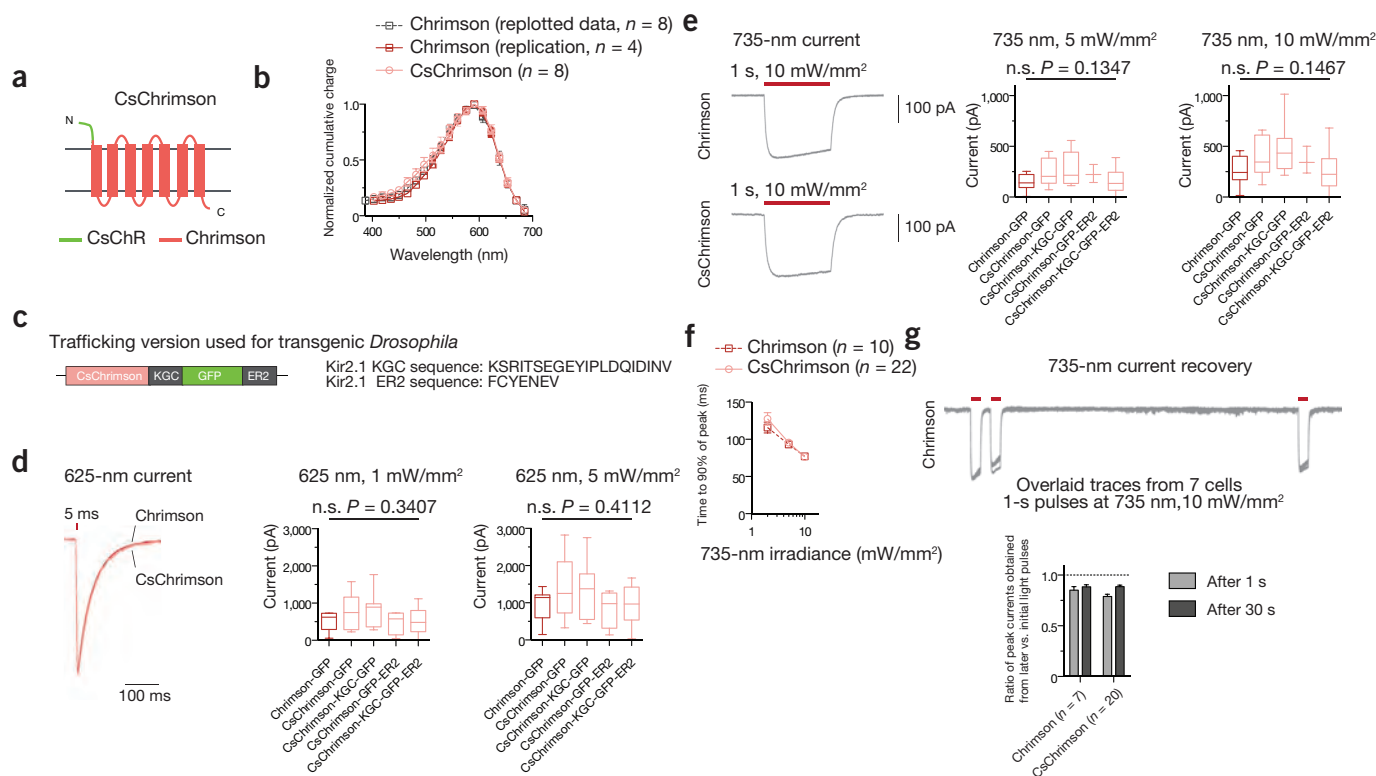 a
CsChrimson
N
C
CsChR
Chrimson
b
Chrimson (replotted data, n = 8)
Chrimson (replication, n = 4)
CsChrimson (n = 8)
Normalized cumulative charge
1.0
0.5
0
400
500
600
700
Wavelength (nm)
c
Trafficking version used for transgenic Drosophila
CsChrimson
KGC
GFP
ER2
Kir2.1 KGC sequence: KSRITSEGEYIPLDQIDINV
Kir2.1 ER2 sequence: FCYENEV
d
625-nm current
5 ms
Chrimson
CsChrimson
100 ms
625 nm, 1 mW/mm²
n.s. P = 0.3407
Current (pA)
3,000
2,000
1,000
0
Chrimson-GFP
CsChrimson-GFP
CsChrimson-KGC-GFP
CsChrimson-GFP-ER2
CsChrimson-KGC-GFP-ER2
625 nm, 5 mW/mm²
n.s. P = 0.4112
Current (pA)
3,000
2,000
1,000
0
Chrimson-GFP
CsChrimson-GFP
CsChrimson-KGC-GFP
CsChrimson-GFP-ER2
CsChrimson-KGC-GFP-ER2
e
735-nm current
1 s, 10 mW/mm²
Chrimson
100 pA
1 s, 10 mW/mm²
CsChrimson
100 pA
735 nm, 5 mW/mm²
n.s. P = 0.1347
Current (pA)
1,000
500
0
Chrimson-GFP
CsChrimson-GFP
CsChrimson-KGC-GFP
CsChrimson-GFP-ER2
CsChrimson-KGC-GFP-ER2
735 nm, 10 mW/mm²
n.s. P = 0.1467
Current (pA)
1,000
500
0
Chrimson-GFP
CsChrimson-GFP
CsChrimson-KGC-GFP
CsChrimson-GFP-ER2
CsChrimson-KGC-GFP-ER2
f
Chrimson (n = 10)
CsChrimson (n = 22)
Time to 90% of peak (ms)
150
100
50
0
1
10
735-nm irradiance (mW/mm²)
g
735-nm current recovery
Chrimson
Overlaid traces from 7 cells
1-s pulses at 735 nm,10 mW/mm²
Ratio of peak currents obtained
from later vs. initial light pulses
1.0
0.5
0
Chrimson (n = 7)
CsChrimson (n = 20)
After 1 s
After 30 s